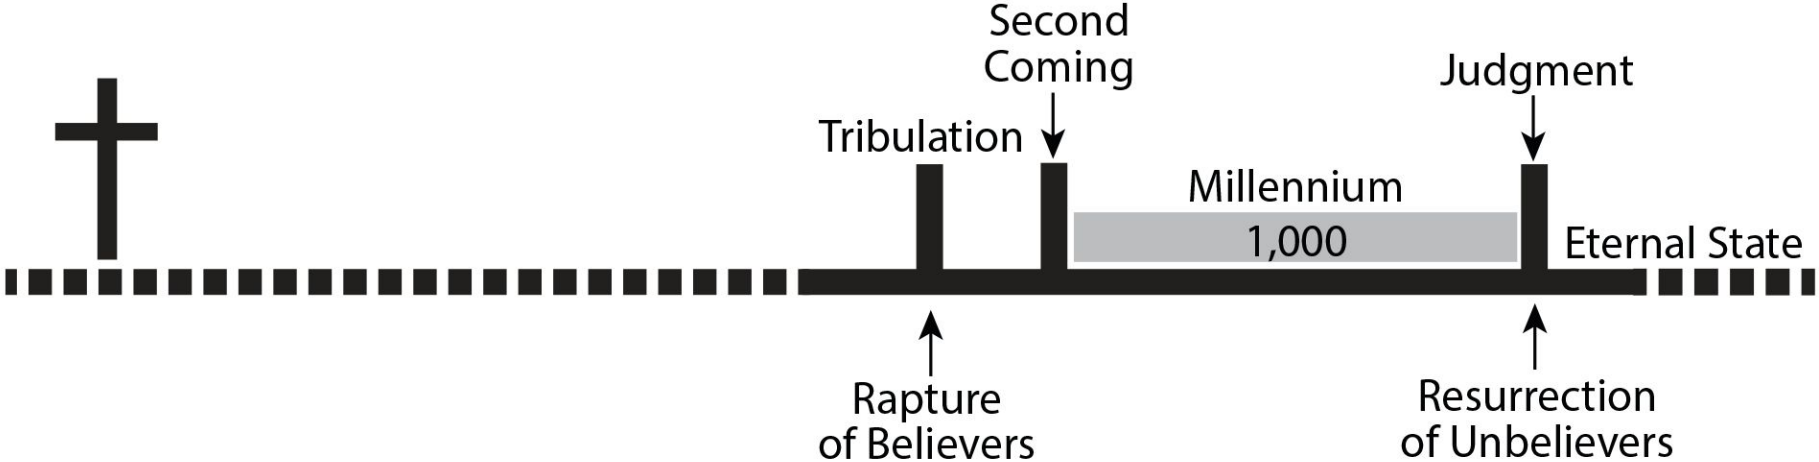 Second
Coming
Judgment
Tribulation
Millennium
1,000
Eternal State
Rapture
of Believers
Resurrection
of Unbelievers